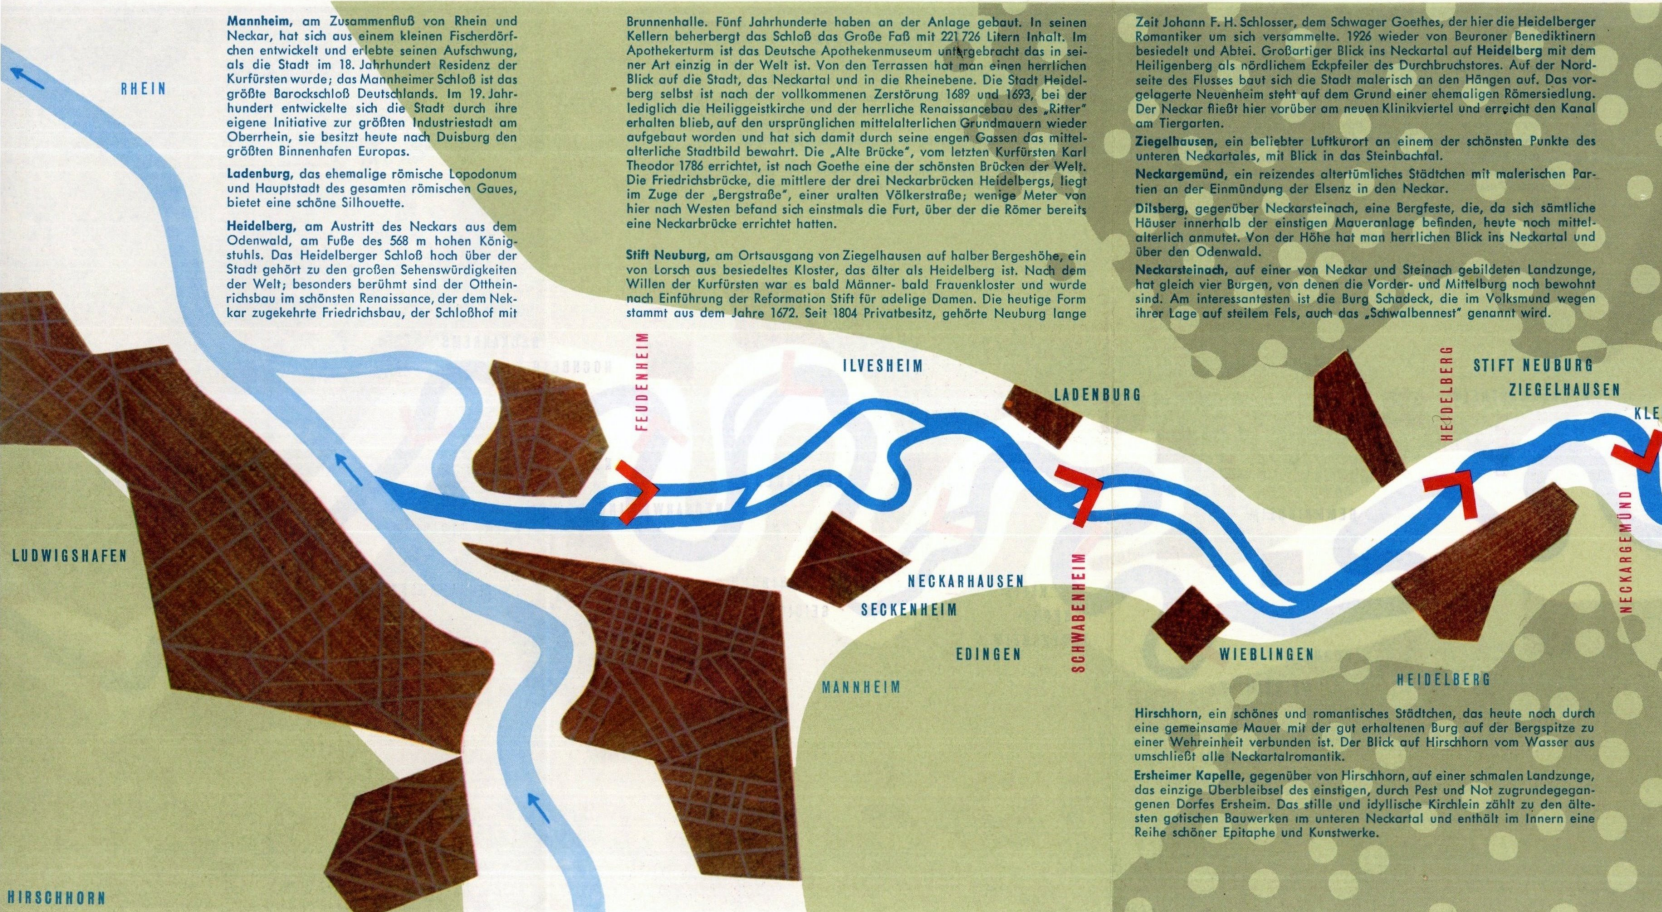 Mannheim, am Zusammenfluß von Rhein und
Neckar, hat sich aus einem kleinen Fischerdörf-
chen entwickelt und erlebte seinen Aufschwung,
als die Stadt im 18. Jahrhundert Residenz der
Kurfürsten wurde; das Mannheimer Schloß ist das
größte Barockschloß Deutschlands. Im 19. Jahr-
hundert entwickelte sich die Stadt durch ihre
eigene Initiative zur größten Industriestadt am
Oberrhein, sie besitzt heute nach Duisburg den
größten Binnenhafen Europas.
Ladenburg, das ehemalige römische Lopodonum
und Hauptstadt des gesamten römischen Gaues,
bietet eine schöne Silhouette.
Heidelberg, am Austritt des Neckars aus dem
Odenwald, am Fuße des 568 m hohen König-
stuhls. Das Heidelberger Schloß hoch über der
Stadt gehört zu den großen Sehenswürdigkeiten
der Welt; besonders berühmt sind der Otthein-
richsbau im schönsten Renaissance, der dem Nek-
kar zugekehrte Friedrichsbau, der Schloßhof mit
Brunnenhalle. Fünf Jahrhunderte haben an der Anlage gebaut. In seinen
Kellern beherbergt das Schloß das Große Faß mit 221 726 Litern Inhalt. Im
Apothekerturm ist das Deutsche Apothekenmuseum untergebracht das in sei-
ner Art einzig in der Welt ist. Von den Terrassen hat man einen herrlichen
Blick auf die Stadt, das Neckartal und in die Rheinebene. Die Stadt Heidel-
berg selbst ist nach der vollkommenen Zerstörung 1689 und 1693, bei der
lediglich die Heiliggeistkirche und der herrliche Renaissancebau des „Ritter"
erhalten blieb, auf den ursprünglichen mittelalterlichen Grundmauern wieder
aufgebaut worden und hat sich damit durch seine engen Gassen das mittel-
alterliche Stadtbild bewahrt. Die „Alte Brücke", vom letzten Kurfürsten Karl
Theodor 1786 errichtet, ist nach Goethe eine der schönsten Brücken der Welt.
Die Friedrichsbrücke, die mittlere der drei Neckarbrücken Heidelbergs, liegt
im Zuge der „Bergstraße", einer uralten Völkerstraße; wenige Meter von
hier nach Westen befand sich einstmals die Furt, über der die Römer bereits
eine Neckarbrücke errichtet hatten.
Stift Neuburg, am Ortsausgang von Ziegelhausen auf halber Bergeshöhe, ein
von Lorsch aus besiedeltes Kloster, das älter als Heidelberg ist. Nach dem
Willen der Kurfürsten war es bald Männer- bald Frauenkloster und wurde
nach Einführung der Reformation Stift für adelige Damen. Die heutige Form
stammt aus dem Jahre 1672. Seit 1804 Privatbesitz, gehörte Neuburg lange
Zeit Johann F. H. Schlosser, dem Schwager Goethes, der hier die Heidelberger
Romantiker um sich versammelte. 1926 wieder von Beuroner Benediktinern
besiedelt und Abtei. Großartiger Blick ins Neckartal auf Heidelberg mit dem
Heiligenberg als nördlichem Eckpfeiler des Durchbruchstores. Auf der Nord-
seite des Flusses baut sich die Stadt malerisch an den Hängen auf. Das vor-
gelagerte Neuenheim steht auf dem Grund einer ehemaligen Römersiedlung.
Der Neckar fließt hier vorüber am neuen Klinikviertel und erreicht den Kanal
am Tiergarten.
Ziegelhausen, ein beliebter Luftkurort an einem der schönsten Punkte des
unteren Neckartales, mit Blick in das Steinbachtal.
Neckargemünd, ein reizendes altertümliches Städtchen mit malerischen Par-
tien an der Einmündung der Elsenz in den Neckar.
Dilsberg, gegenüber Neckarsteinach, eine Bergfeste, die, da sich sämtliche
Häuser innerhalb der einstigen Maueranlage befinden, heute noch mittel-
alterlich anmutet. Von der Höhe hat man herrlichen Blick ins Neckartal und
über den Odenwald.
Neckarsteinach, auf einer von Neckar und Steinach gebildeten Landzunge,
hat gleich vier Burgen, von denen die Vorder- und Mittelburg noch bewohnt
sind. Am interessantesten ist die Burg Schadeck, die im Volksmund wegen
ihrer Lage auf steilem Fels, auch das „Schwalbennest" genannt wird.
RHEIN
FEUDENHEIM
ILVESHEIM
LADENBURG
HEIDELBERG
STIFT NEUBURG
ZIEGELHAUSEN
KLE
LUDWIGSHAFEN
NECKARHAUSEN
SECKENHEIM
EDINGEN
SCHWABENHEIM
WIEBLINGEN
NECKARGEMÜND
MANNHEIM
HEIDELBERG
Hirschhorn, ein schönes und romantisches Städtchen, das heute noch durch
eine gemeinsame Mauer mit der gut erhaltenen Burg auf der Bergspitze zu
einer Wehreinheit verbunden ist. Der Blick auf Hirschhorn vom Wasser aus
umschließt alle Neckartalromantik.
Ersheimer Kapelle, gegenüber von Hirschhorn, auf einer schmalen Landzunge,
das einzige Überbleibsel des einstigen, durch Pest und Not zugrundegegan-
genen Dorfes Ersheim. Das stille und idyllische Kirchlein zählt zu den älte-
sten gotischen Bauwerken im unteren Neckartal und enthält im Innern eine
Reihe schöner Epitaphe und Kunstwerke.
HIRSCHHORN